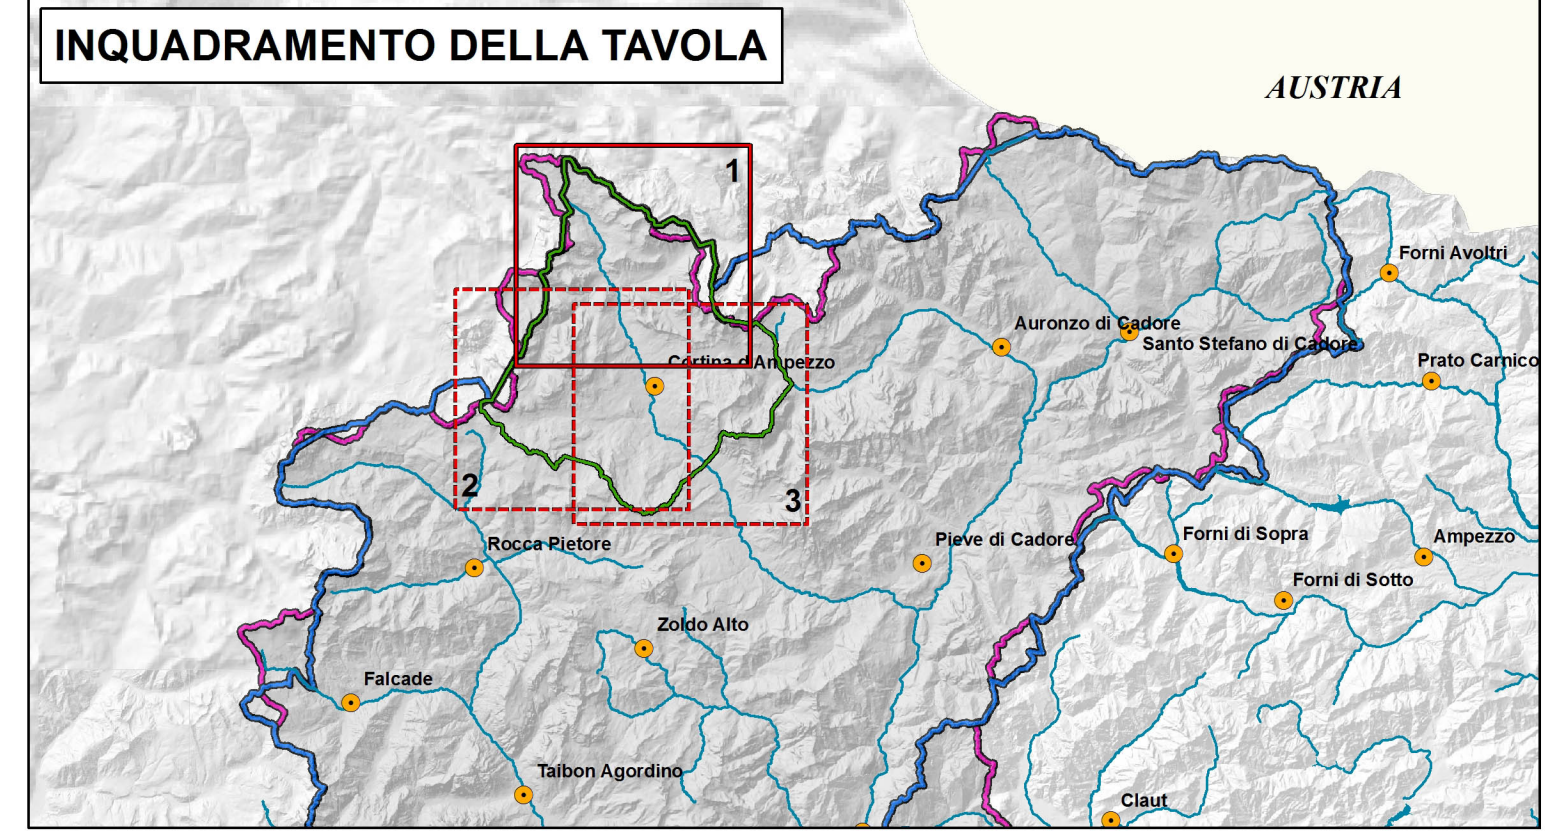 INQUADRAMENTO DELLA TAVOLA
AUSTRIA
1
Forni Avoltri
Auronzo di Cadore
Santo Stefano di Cadore
Cortina d'Ampezzo
Prato Carnico
2
3
Rocca Pietore
Pieve di Cadore
Forni di Sopra
Ampezzo
Forni di Sotto
Zoldo Alto
Falcade
Taibon Agordino
Claut